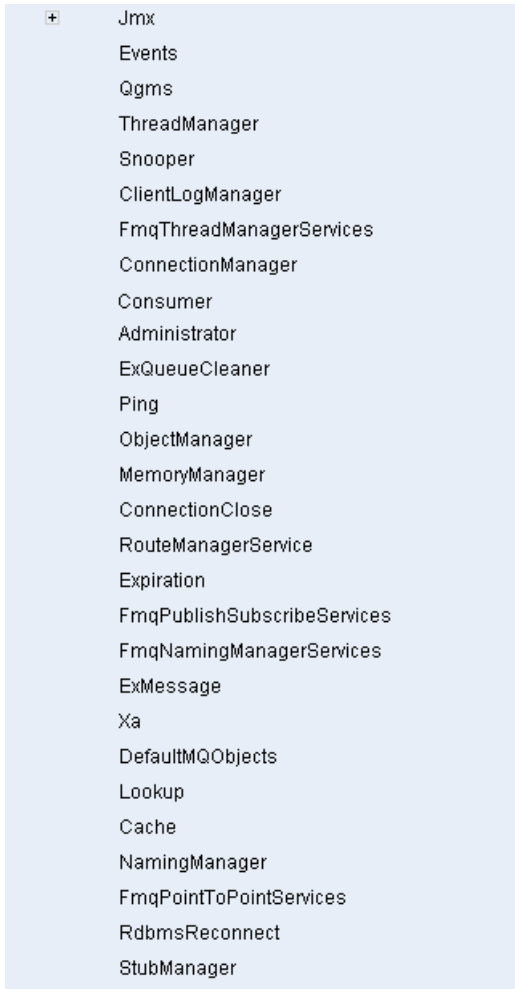 Jmx
Events
Qgms
ThreadManager
Snooper
ClientLogManager
FmqThreadManagerServices
ConnectionManager
Consumer
Administrator
ExQueueCleaner
Ping
ObjectManager
MemoryManager
ConnectionClose
RouteManagerService
Expiration
FmqPublishSubscribeServices
FmqNamingManagerServices
ExMessage
Xa
DefaultMQObjects
Lookup
Cache
NamingManager
FmqPointToPointServices
RdbmsReconnect
StubManager